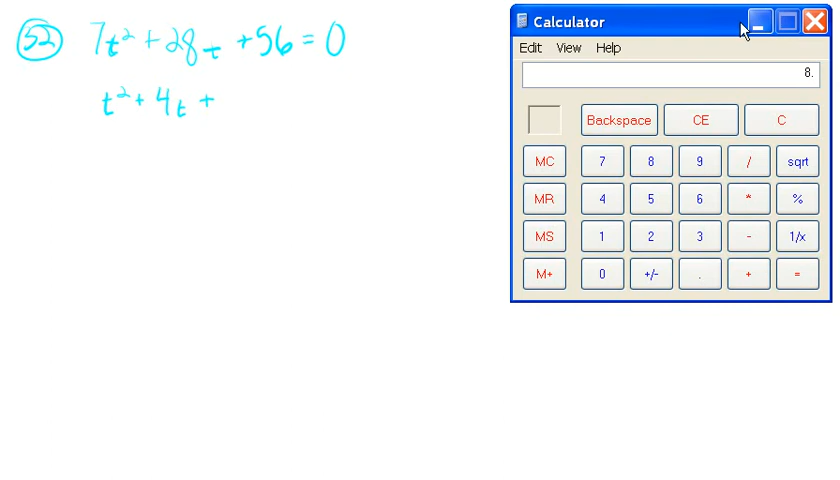 52 7t² + 28t + 56 = 0
t² + 4t +
Calculator
Edit View Help
8.
Backspace CE C
MC 7 8 9 / sqrt
MR 4 5 6 * %
MS 1 2 3 - 1/x
M+ 0 +/- . + =